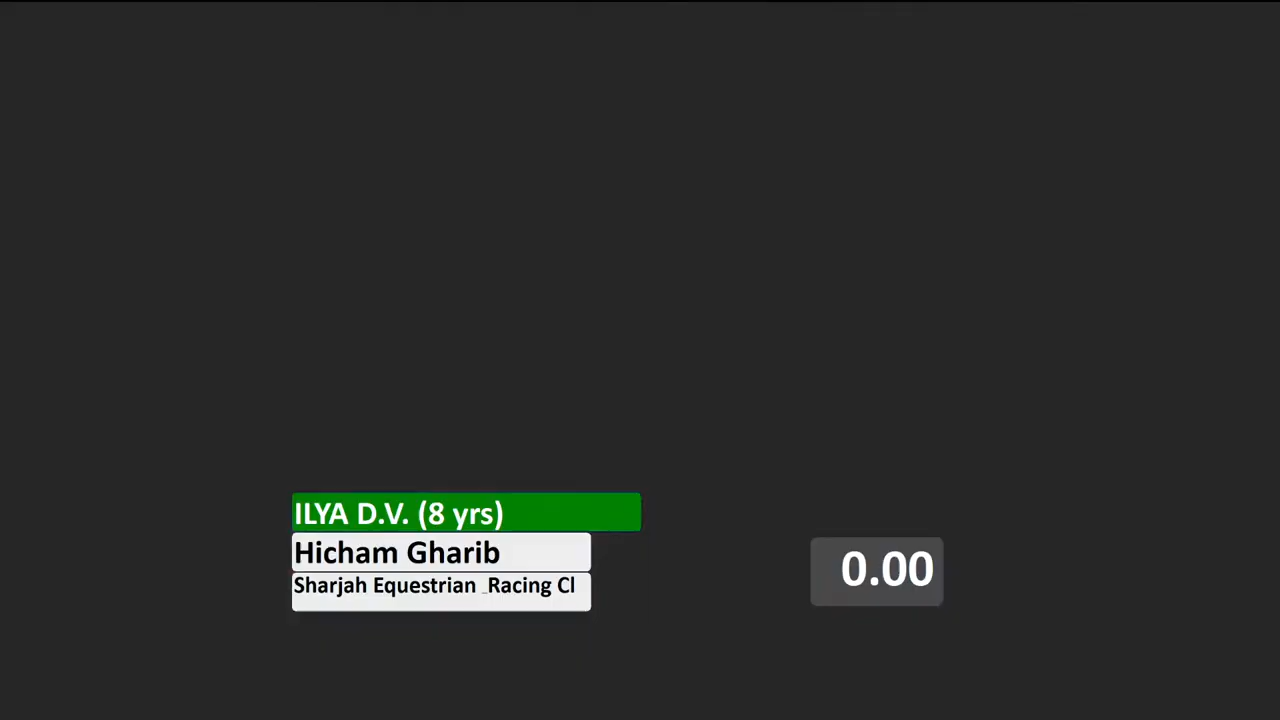 ILYA D.V. (8 yrs)
Hicham Gharib
Sharjah Equestrian _Racing Cl
0.00